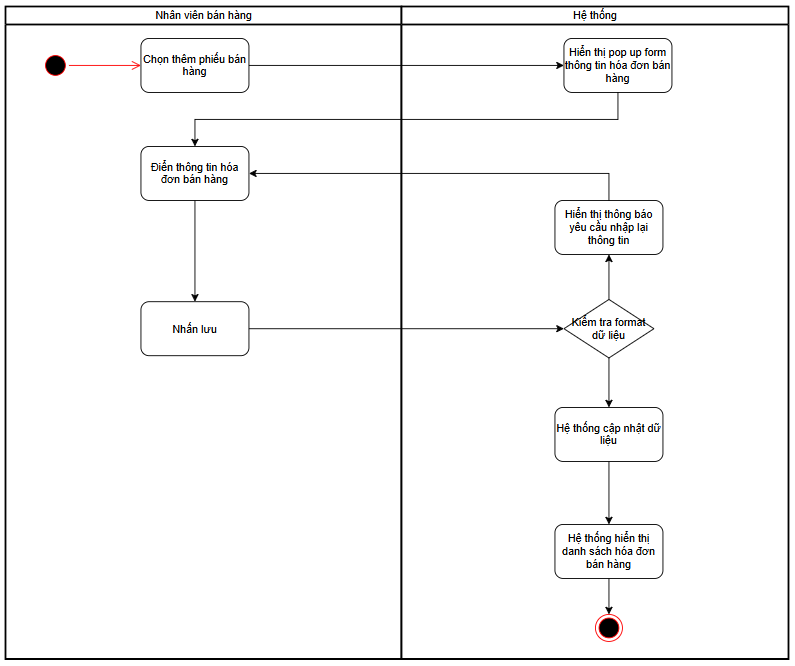 Nhân viên bán hàng
Hệ thống
Chọn thêm phiếu bán
hàng
Hiển thị pop up form
thông tin hóa đơn bán
hàng
Điển thông tin hóa
đơn bán hàng
Hiển thị thông báo
yêu cầu nhập lại
thông tin
Nhấn lưu
Kiểm tra format
dữ liệu
Hệ thống cập nhật dữ
liệu
Hệ thống hiển thị
danh sách hóa đơn
bán hàng